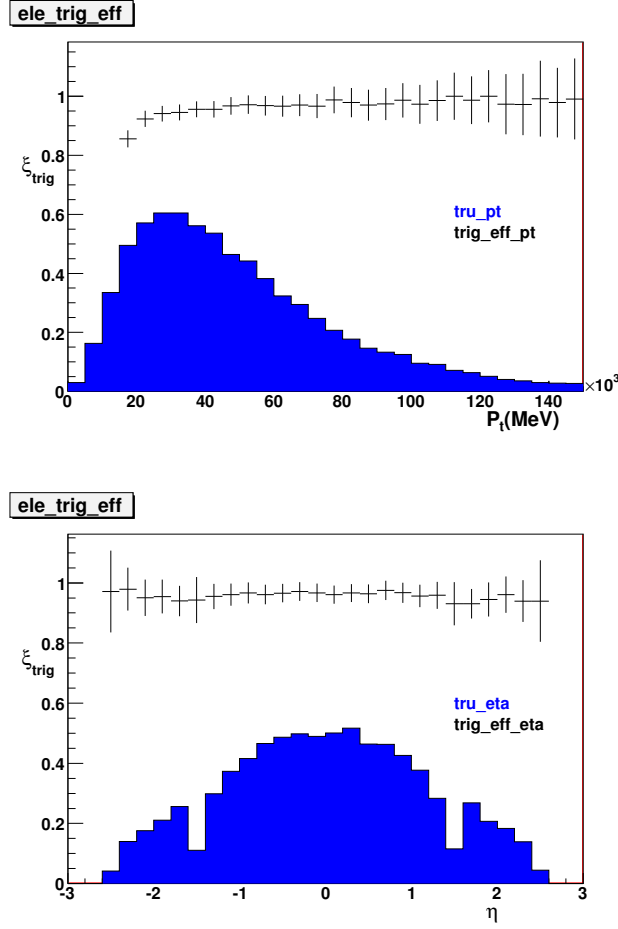 ele_trig_eff
1
0.8
ξtrig
0.6
tru_pt
trig_eff_pt
0.4
0.2
0
0 20 40 60 80 100 120 140 ×10³
Pt(MeV)
ele_trig_eff
1
0.8
ξtrig
0.6
tru_eta
trig_eff_eta
0.4
0.2
0
-3 -2 -1 0 1 2 3
η